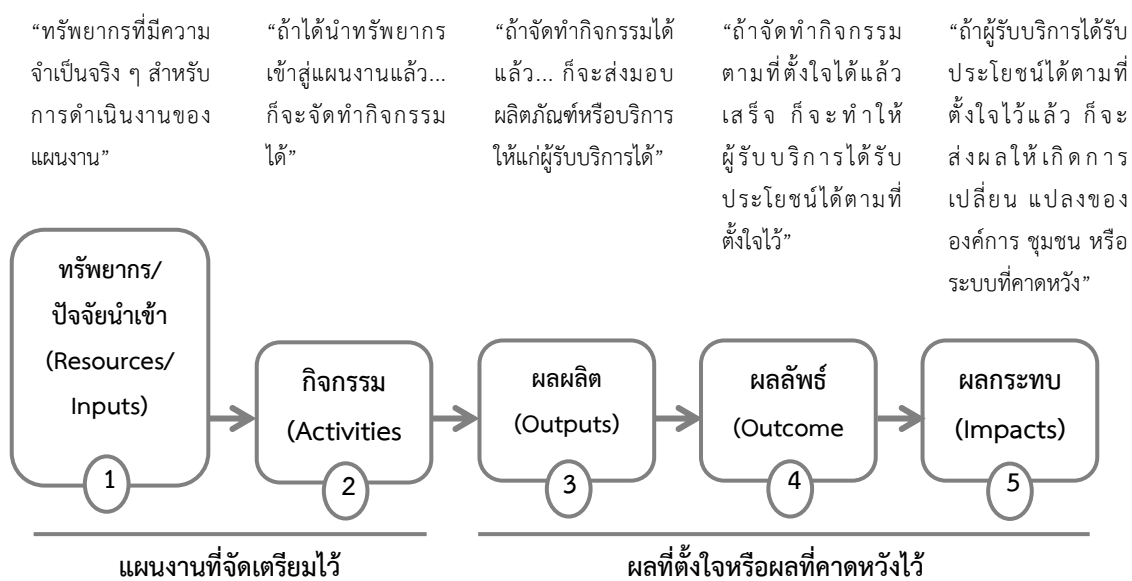 “ทรัพยากรที่มีความ
จำเป็นจริง ๆ สำหรับ
การดำเนินงานของ
แผนงาน”
“ถ้าได้นำทรัพยากร
เข้าสู่แผนงานแล้ว...
ก็จะจัดทำกิจกรรม
ได้”
“ถ้าจัดทำกิจกรรมได้
แล้ว... ก็จะส่งมอบ
ผลิตภัณฑ์หรือบริการ
ให้แก่ผู้รับบริการได้”
“ถ้าจัดทำกิจกรรม
ตามที่ตั้งใจได้แล้ว
เสร็จ ก็จะทำให้
ผู้รับบริการได้รับ
ประโยชน์ได้ตามที่
ตั้งใจไว้”
“ถ้าผู้รับบริการได้รับ
ประโยชน์ได้ตามที่
ตั้งใจไว้แล้ว ก็จะ
ส่งผลให้เกิดการ
เปลี่ยน แปลงของ
องค์การ ชุมชน หรือ
ระบบที่คาดหวัง”
ทรัพยากร/
ปัจจัยนำเข้า
(Resources/
Inputs)
1
กิจกรรม
(Activities
2
ผลผลิต
(Outputs)
3
ผลลัพธ์
(Outcome
4
ผลกระทบ
(Impacts)
5
แผนงานที่จัดเตรียมไว้
ผลที่ตั้งใจหรือผลที่คาดหวังไว้